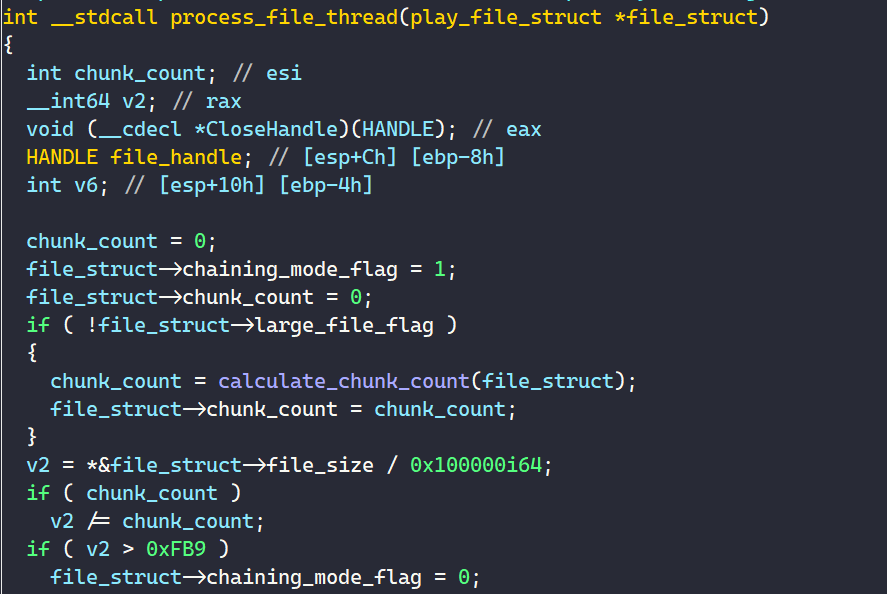 int __stdcall process_file_thread(play_file_struct *file_struct)
{
  int chunk_count; // esi
  __int64 v2; // rax
  void (__cdecl *CloseHandle)(HANDLE); // eax
  HANDLE file_handle; // [esp+Ch] [ebp-8h]
  int v6; // [esp+10h] [ebp-4h]

  chunk_count = 0;
  file_struct->chaining_mode_flag = 1;
  file_struct->chunk_count = 0;
  if ( !file_struct->large_file_flag )
  {
    chunk_count = calculate_chunk_count(file_struct);
    file_struct->chunk_count = chunk_count;
  }
  v2 = *&file_struct->file_size / 0x100000i64;
  if ( chunk_count )
    v2 /= chunk_count;
  if ( v2 > 0xFB9 )
    file_struct->chaining_mode_flag = 0;